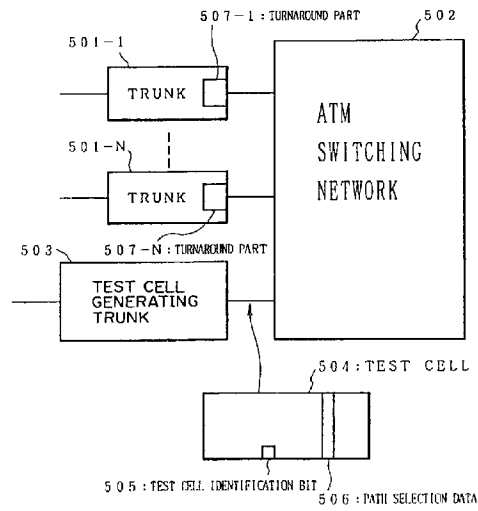 507-1: TURNAROUND PART
502
501-1
TRUNK
ATM
SWITCHING
NETWORK
501-N
TRUNK
507-N: TURNAROUND PART
503
TEST CELL
GENERATING
TRUNK
504: TEST CELL
505: TEST CELL IDENTIFICATION BIT
506: PATH SELECTION DATA